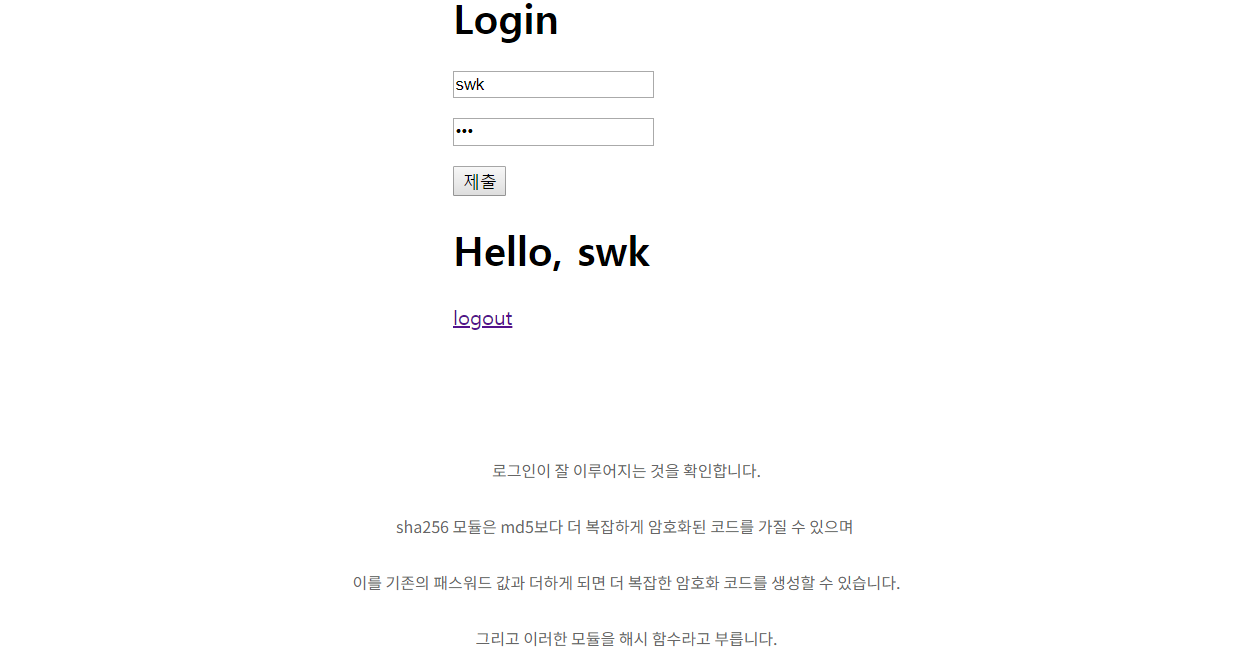 Login
swk
•••
제출
Hello, swk
logout
로그인이 잘 이루어지는 것을 확인합니다.
sha256 모듈은 md5보다 더 복잡하게 암호화된 코드를 가질 수 있으며
이를 기존의 패스워드 값과 더하게 되면 더 복잡한 암호화 코드를 생성할 수 있습니다.
그리고 이러한 모듈을 해시 함수라고 부릅니다.